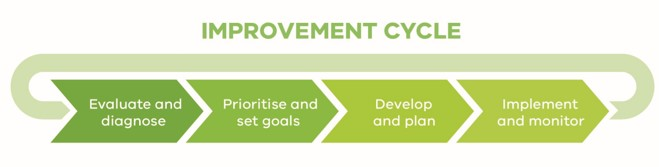 IMPROVEMENT CYCLE
Evaluate and
diagnose
Prioritise and
set goals
Develop
and plan
Implement
and monitor